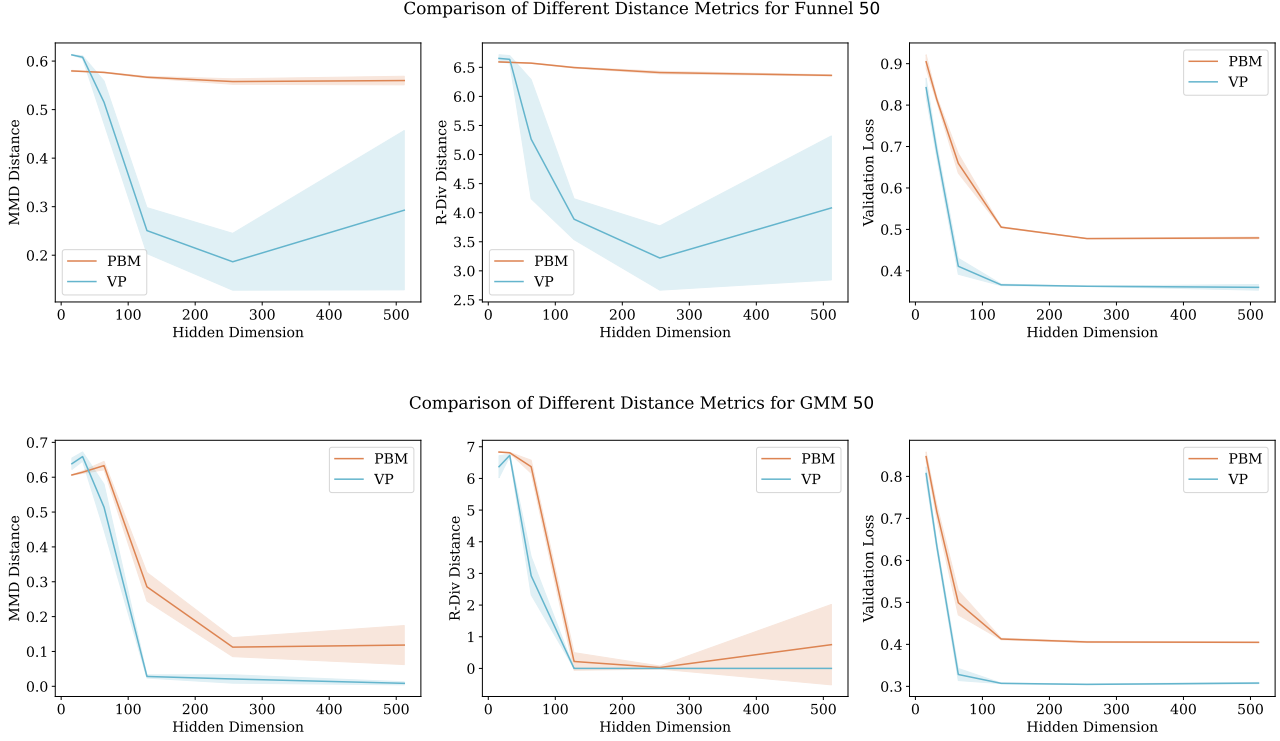 Comparison of Different Distance Metrics for Funnel 50
MMD Distance
0.6
0.5
0.4
0.3
0.2
PBM
VP
0 100 200 300 400 500
Hidden Dimension
R-Div Distance
6.5
6.0
5.5
5.0
4.5
4.0
3.5
3.0
2.5
PBM
VP
0 100 200 300 400 500
Hidden Dimension
Validation Loss
0.9
0.8
0.7
0.6
0.5
0.4
PBM
VP
0 100 200 300 400 500
Hidden Dimension
Comparison of Different Distance Metrics for GMM 50
MMD Distance
0.7
0.6
0.5
0.4
0.3
0.2
0.1
0.0
PBM
VP
0 100 200 300 400 500
Hidden Dimension
R-Div Distance
7
6
5
4
3
2
1
0
PBM
VP
0 100 200 300 400 500
Hidden Dimension
Validation Loss
0.8
0.7
0.6
0.5
0.4
0.3
PBM
VP
0 100 200 300 400 500
Hidden Dimension